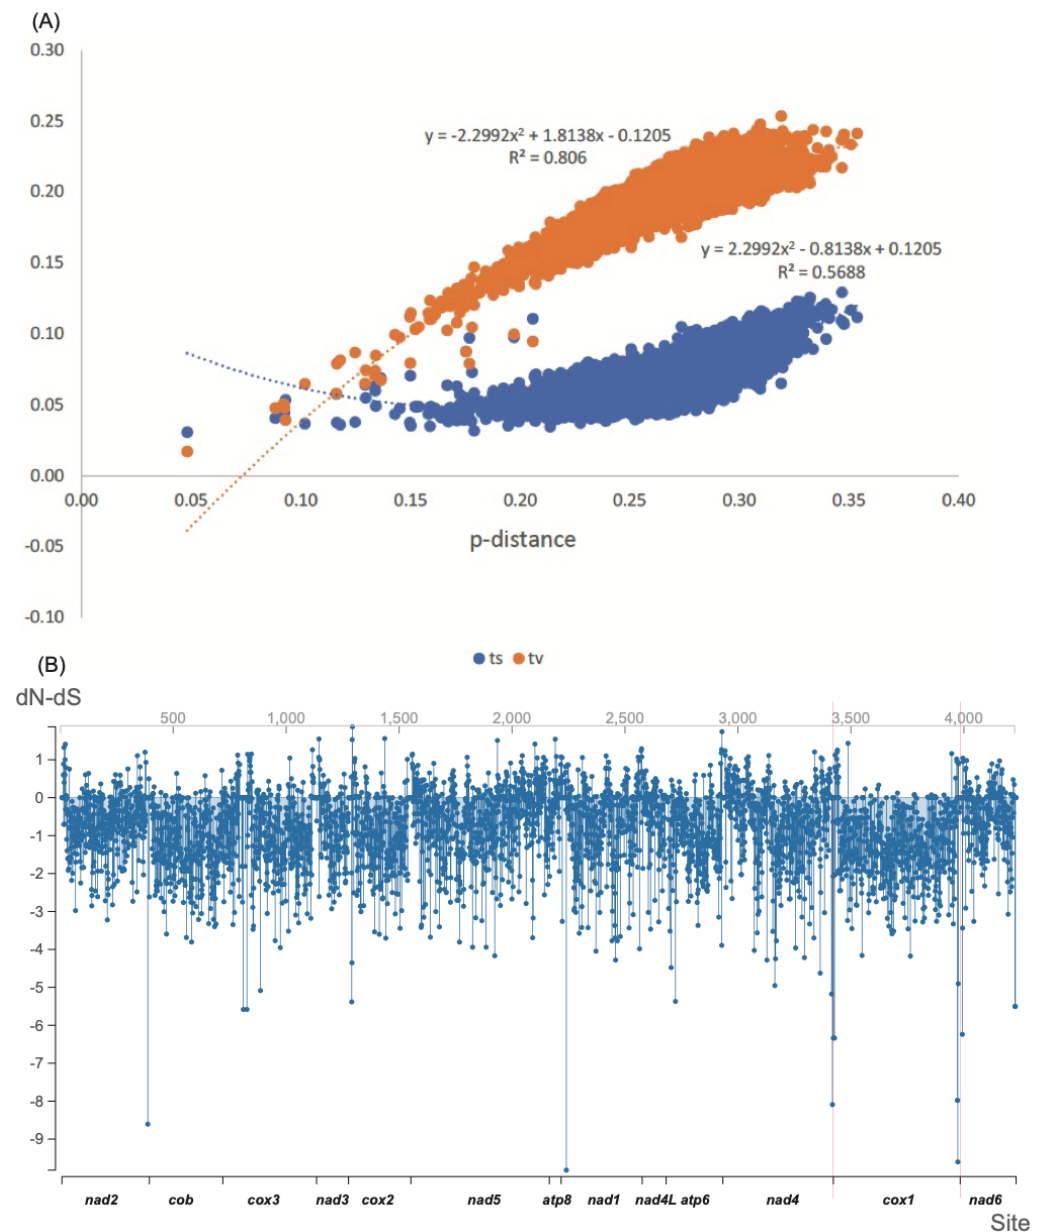 (A)
0.30
0.25
y = -2.2992x² + 1.8138x - 0.1205
R² = 0.806
0.20
0.15
y = 2.2992x² - 0.8138x + 0.1205
R² = 0.5688
0.10
0.05
0.00
0.00 0.05 0.10 0.15 0.20 0.25 0.30 0.35 0.40
p-distance
-0.05
-0.10
ts tv
(B)
dN-dS
500 1,000 1,500 2,000 2,500 3,000 3,500 4,000
1
0
-1
-2
-3
-4
-5
-6
-7
-8
-9
nad2 cob cox3 nad3 cox2 nad5 atp8 nad1 nad4L atp6 nad4 cox1 nad6
Site